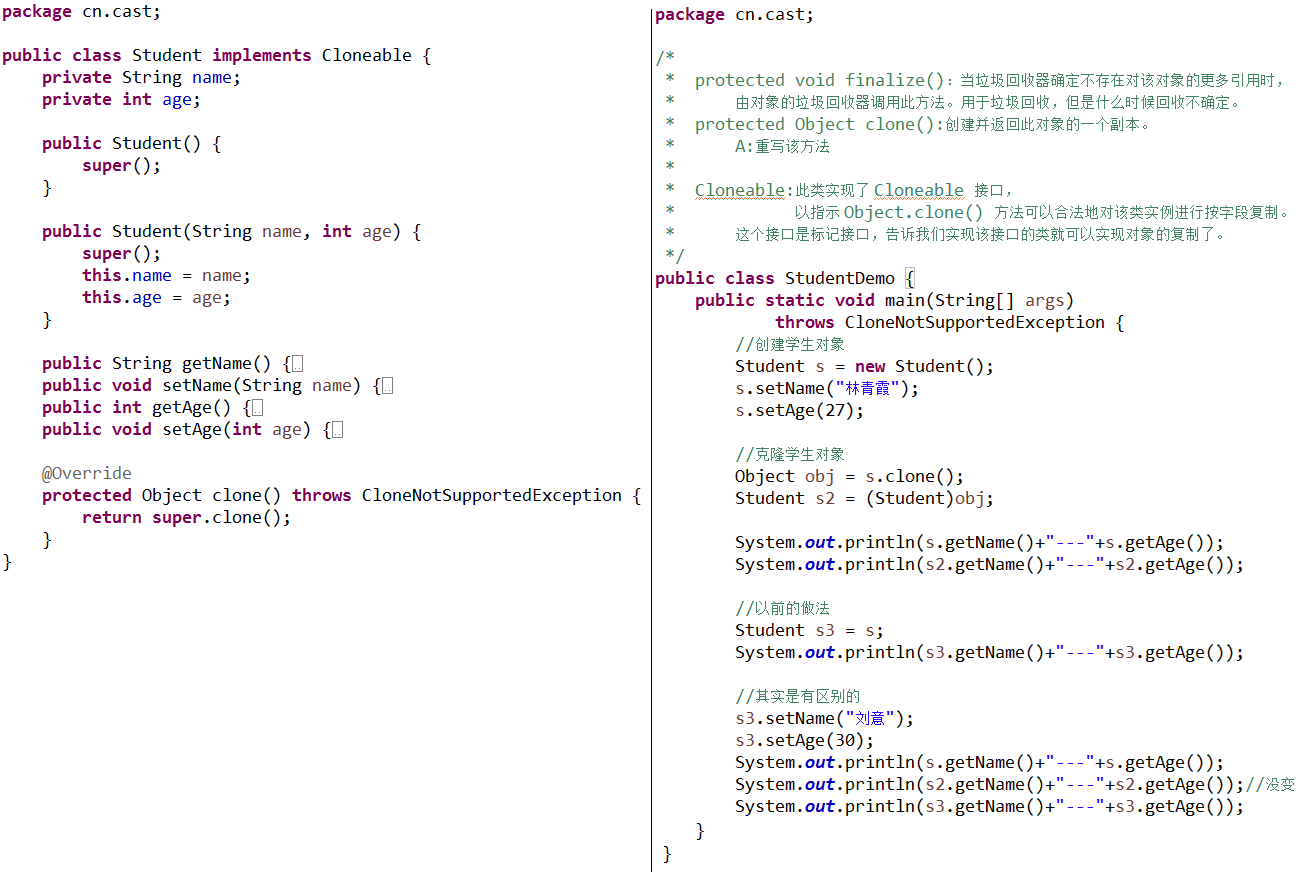 package cn.cast;

public class Student implements Cloneable {
    private String name;
    private int age;

    public Student() {
        super();
    }

    public Student(String name, int age) {
        super();
        this.name = name;
        this.age = age;
    }

    public String getName() {..
    public void setName(String name) {..
    public int getAge() {..
    public void setAge(int age) {..

    @Override
    protected Object clone() throws CloneNotSupportedException {
        return super.clone();
    }
}
package cn.cast;

/*
 *  protected void finalize()：当垃圾回收器确定不存在对该对象的更多引用时，
 *      由对象的垃圾回收器调用此方法。用于垃圾回收，但是什么时候回收不确定。
 *  protected Object clone():创建并返回此对象的一个副本。
 *      A:重写该方法
 *
 *  Cloneable:此类实现了 Cloneable 接口，
 *            以指示 Object.clone() 方法可以合法地对该类实例进行按字段复制。
 *      这个接口是标记接口，告诉我们实现该接口的类就可以实现对象的复制了。
 */
public class StudentDemo {
    public static void main(String[] args)
            throws CloneNotSupportedException {
        //创建学生对象
        Student s = new Student();
        s.setName("林青霞");
        s.setAge(27);

        //克隆学生对象
        Object obj = s.clone();
        Student s2 = (Student)obj;

        System.out.println(s.getName()+"---"+s.getAge());
        System.out.println(s2.getName()+"---"+s2.getAge());

        //以前的做法
        Student s3 = s;
        System.out.println(s3.getName()+"---"+s3.getAge());

        //其实是有区别的
        s3.setName("刘意");
        s3.setAge(30);
        System.out.println(s.getName()+"---"+s.getAge());
        System.out.println(s2.getName()+"---"+s2.getAge());//没变
        System.out.println(s3.getName()+"---"+s3.getAge());
    }
}